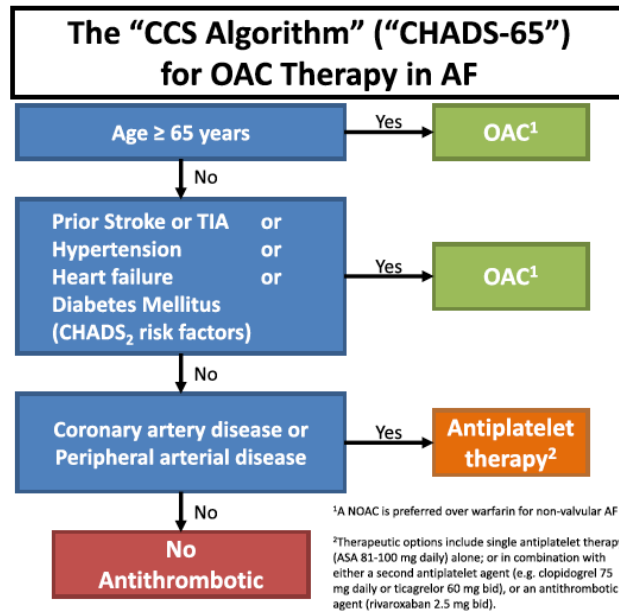 The “CCS Algorithm” (“CHADS-65”)
for OAC Therapy in AF
Age ≥ 65 years
Yes
OAC¹
No
Prior Stroke or TIA or
Hypertension or
Heart failure or
Diabetes Mellitus
(CHADS₂ risk factors)
Yes
OAC¹
No
Coronary artery disease or
Peripheral arterial disease
Yes
Antiplatelet
therapy²
No
No
Antithrombotic
¹A NOAC is preferred over warfarin for non-valvular AF
²Therapeutic options include single antiplatelet therapy
(ASA 81-100 mg daily) alone; or in combination with
either a second antiplatelet agent (e.g. clopidogrel 75
mg daily or ticagrelor 60 mg bid), or an antithrombotic
agent (rivaroxaban 2.5 mg bid).